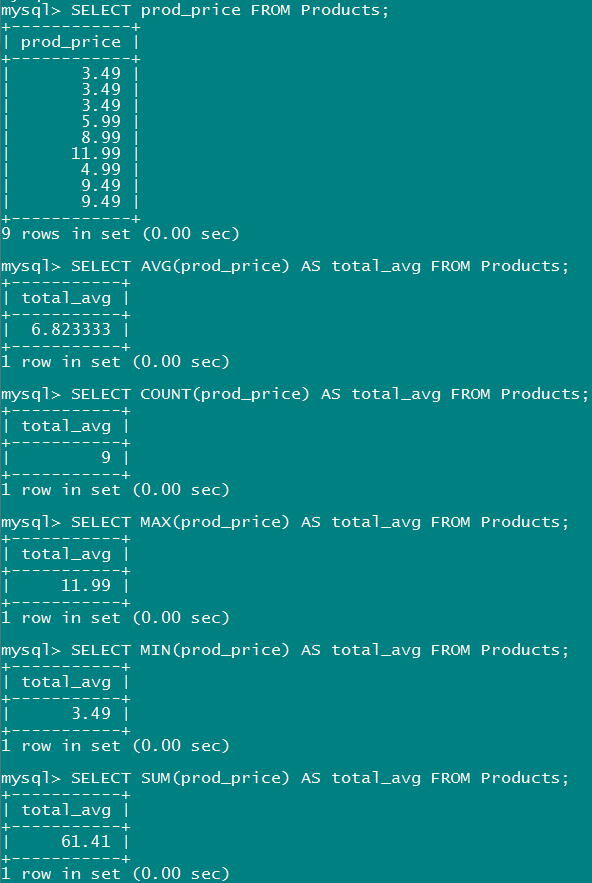 mysql> SELECT prod_price FROM Products;
+------------+
| prod_price |
+------------+
|       3.49 |
|       3.49 |
|       3.49 |
|       5.99 |
|       8.99 |
|      11.99 |
|       4.99 |
|       9.49 |
|       9.49 |
+------------+
9 rows in set (0.00 sec)

mysql> SELECT AVG(prod_price) AS total_avg FROM Products;
+-----------+
| total_avg |
+-----------+
|  6.823333 |
+-----------+
1 row in set (0.00 sec)

mysql> SELECT COUNT(prod_price) AS total_avg FROM Products;
+-----------+
| total_avg |
+-----------+
|         9 |
+-----------+
1 row in set (0.00 sec)

mysql> SELECT MAX(prod_price) AS total_avg FROM Products;
+-----------+
| total_avg |
+-----------+
|     11.99 |
+-----------+
1 row in set (0.00 sec)

mysql> SELECT MIN(prod_price) AS total_avg FROM Products;
+-----------+
| total_avg |
+-----------+
|      3.49 |
+-----------+
1 row in set (0.00 sec)

mysql> SELECT SUM(prod_price) AS total_avg FROM Products;
+-----------+
| total_avg |
+-----------+
|     61.41 |
+-----------+
1 row in set (0.00 sec)